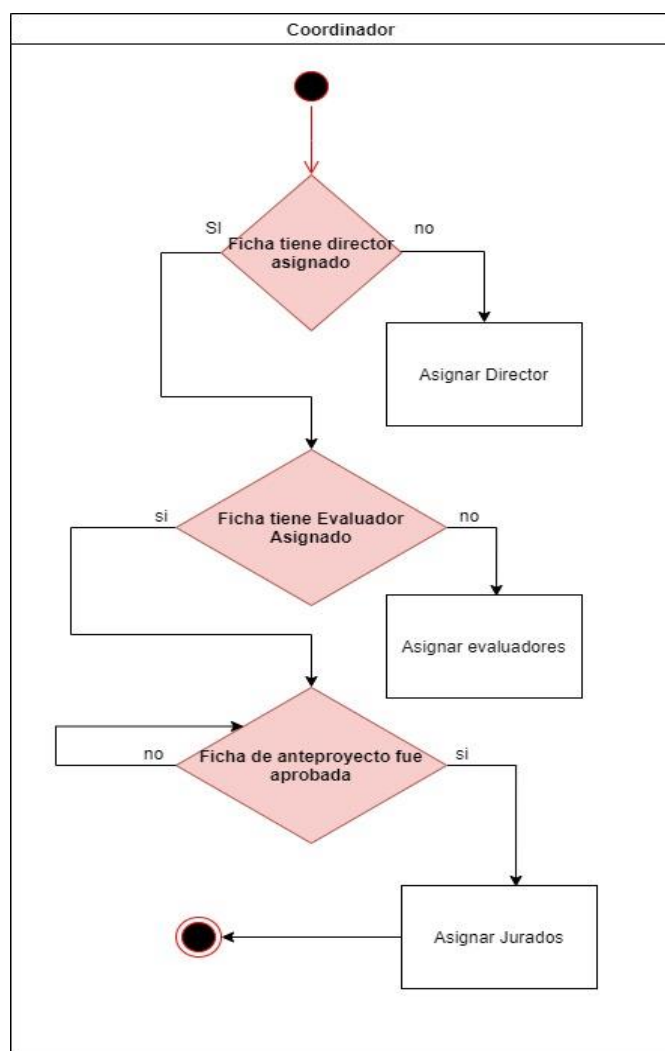 Coordinador
SI
no
Ficha tiene director
asignado
Asignar Director
si
no
Ficha tiene Evaluador
Asignado
Asignar evaluadores
no
si
Ficha de anteproyecto fue
aprobada
Asignar Jurados